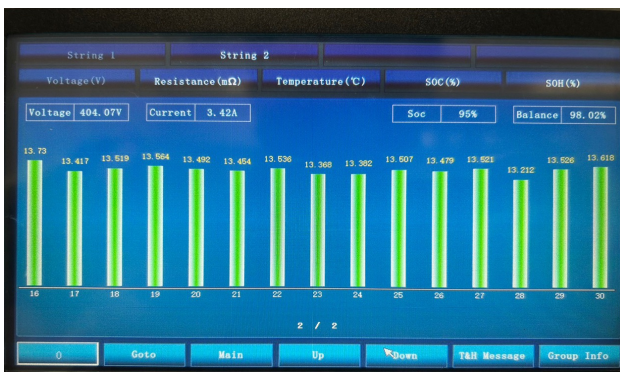 String 1 String 2
Voltage(V) Resistance(mΩ) Temperature(℃) SOC(%) SOH(%)
Voltage 404.07V Current 3.42A Soc 95% Balance 98.02%
13.73 13.417 13.519 13.564 13.492 13.454 13.536 13.368 13.382 13.507 13.479 13.521 13.212 13.526 13.618
16 17 18 19 20 21 22 23 24 25 26 27 28 29 30
2 / 2
0 Goto Main Up Down T&H Message Group Info